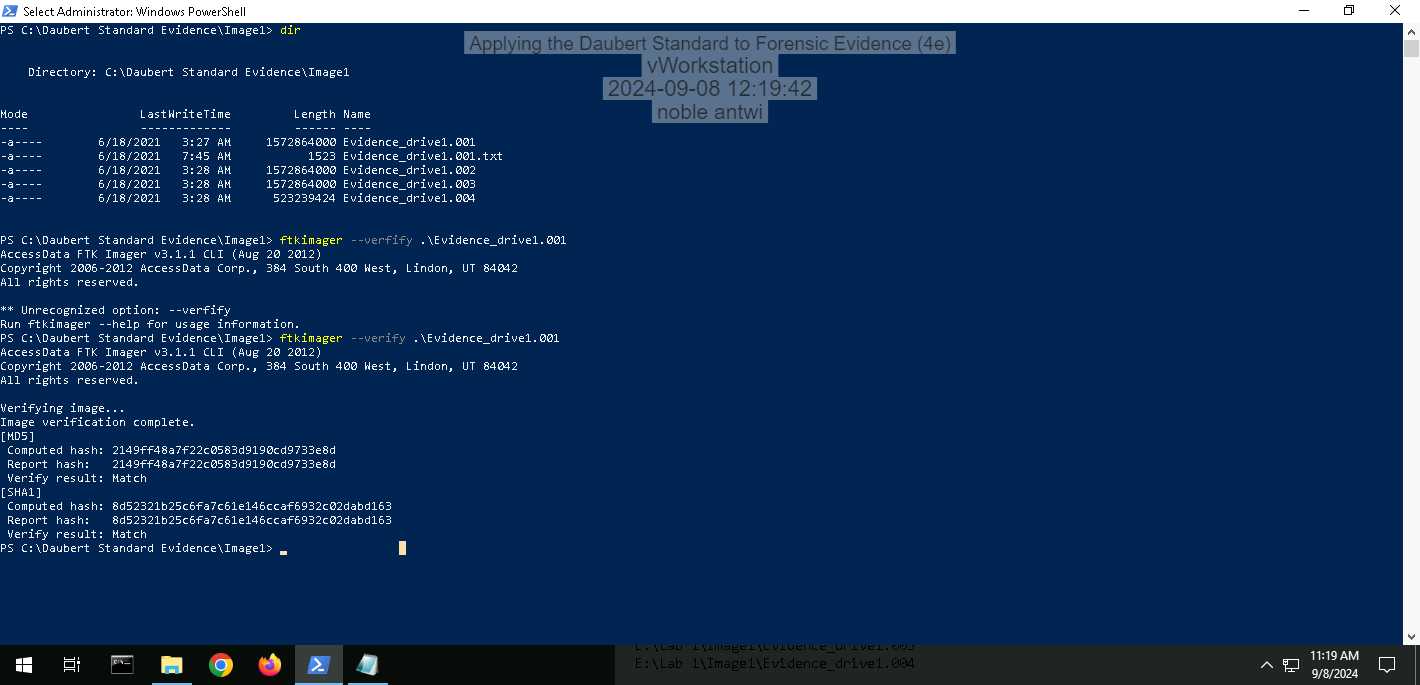 Select Administrator: Windows PowerShell
PS C:\Daubert Standard Evidence\Image1> dir
Applying the Daubert Standard to Forensic Evidence (4e)
vWorkstation
2024-09-08 12:19:42
noble antwi
Directory: C:\Daubert Standard Evidence\Image1
Mode LastWriteTime Length Name
---- ------------- ------ ----
-a---- 6/18/2021 3:27 AM 1572864000 Evidence_drive1.001
-a---- 6/18/2021 7:45 AM 1523 Evidence_drive1.001.txt
-a---- 6/18/2021 3:28 AM 1572864000 Evidence_drive1.002
-a---- 6/18/2021 3:28 AM 1572864000 Evidence_drive1.003
-a---- 6/18/2021 3:28 AM 523239424 Evidence_drive1.004
PS C:\Daubert Standard Evidence\Image1> ftkimager --verfify .\Evidence_drive1.001
AccessData FTK Imager v3.1.1 CLI (Aug 20 2012)
Copyright 2006-2012 AccessData Corp., 384 South 400 West, Lindon, UT 84042
All rights reserved.
** Unrecognized option: --verfify
Run ftkimager --help for usage information.
PS C:\Daubert Standard Evidence\Image1> ftkimager --verify .\Evidence_drive1.001
AccessData FTK Imager v3.1.1 CLI (Aug 20 2012)
Copyright 2006-2012 AccessData Corp., 384 South 400 West, Lindon, UT 84042
All rights reserved.
Verifying image...
Image verification complete.
[MD5]
Computed hash: 2149ff48a7f22c0583d9190cd9733e8d
Report hash: 2149ff48a7f22c0583d9190cd9733e8d
Verify result: Match
[SHA1]
Computed hash: 8d52321b25c6fa7c61e146ccaf6932c02dabd163
Report hash: 8d52321b25c6fa7c61e146ccaf6932c02dabd163
Verify result: Match
PS C:\Daubert Standard Evidence\Image1>
E:\Lab 1\Image1\Evidence_drive1.003
E:\Lab 1\Image1\Evidence_drive1.004
11:19 AM
9/8/2024